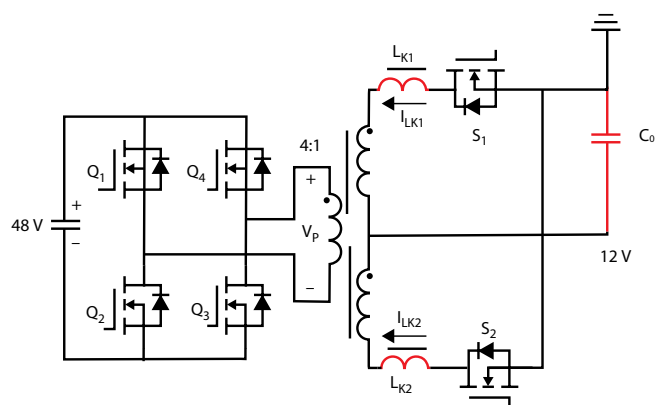 L_K1
I_LK1
S_1
C_0
4:1
Q_1
Q_4
+
48 V
−
+
V_P
−
12 V
Q_2
Q_3
I_LK2
S_2
L_K2